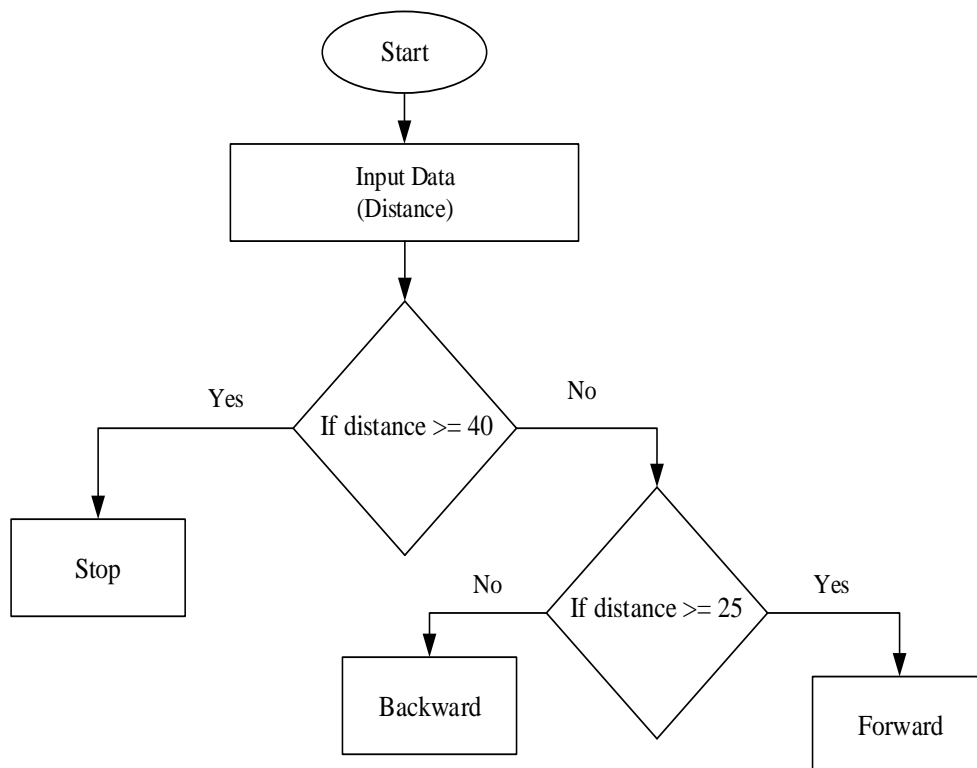 Start
Input Data
(Distance)
Yes
No
If distance >= 40
Stop
No
Yes
If distance >= 25
Backward
Forward